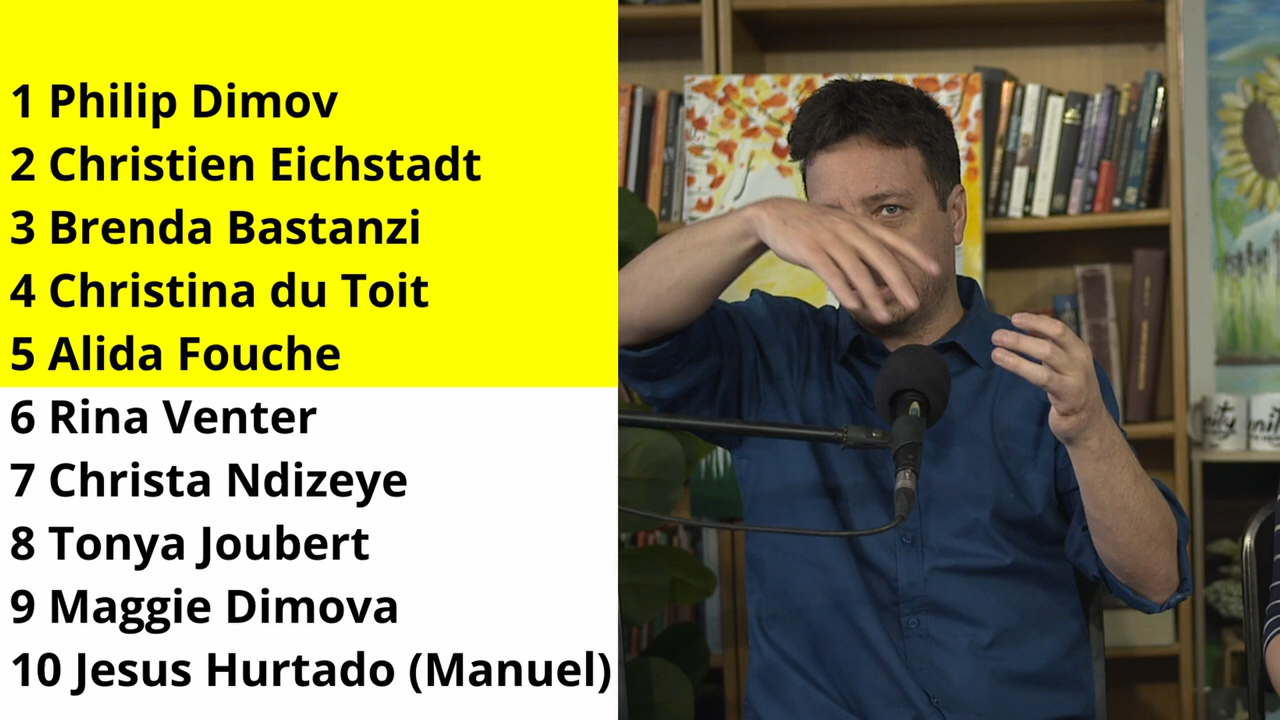 1 Philip Dimov
2 Christien Eichstadt
3 Brenda Bastanzi
4 Christina du Toit
5 Alida Fouche
6 Rina Venter
7 Christa Ndizeye
8 Tonya Joubert
9 Maggie Dimova
10 Jesus Hurtado (Manuel)